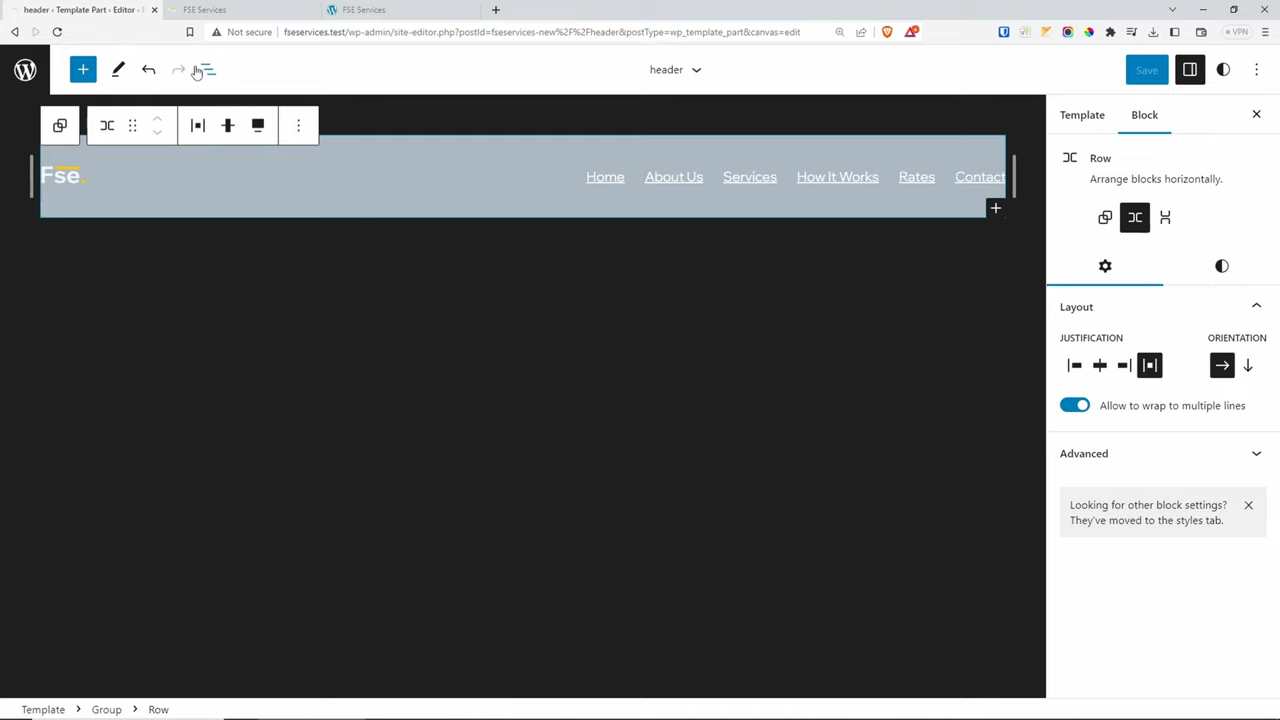 header ‹ Template Part ‹ Editor ‹ F
FSE Services
FSE Services
Not secure
fseservices.test/wp-admin/site-editor.php?postId=fseservices-new%2F%2Fheader&postType=wp_template_part&canvas=edit
VPN
header
Save
Template
Block
Row
Arrange blocks horizontally.
Fse.
Home
About Us
Services
How It Works
Rates
Contact
Layout
JUSTIFICATION
ORIENTATION
Allow to wrap to multiple lines
Advanced
Looking for other block settings?
They've moved to the styles tab.
Template
Group
Row